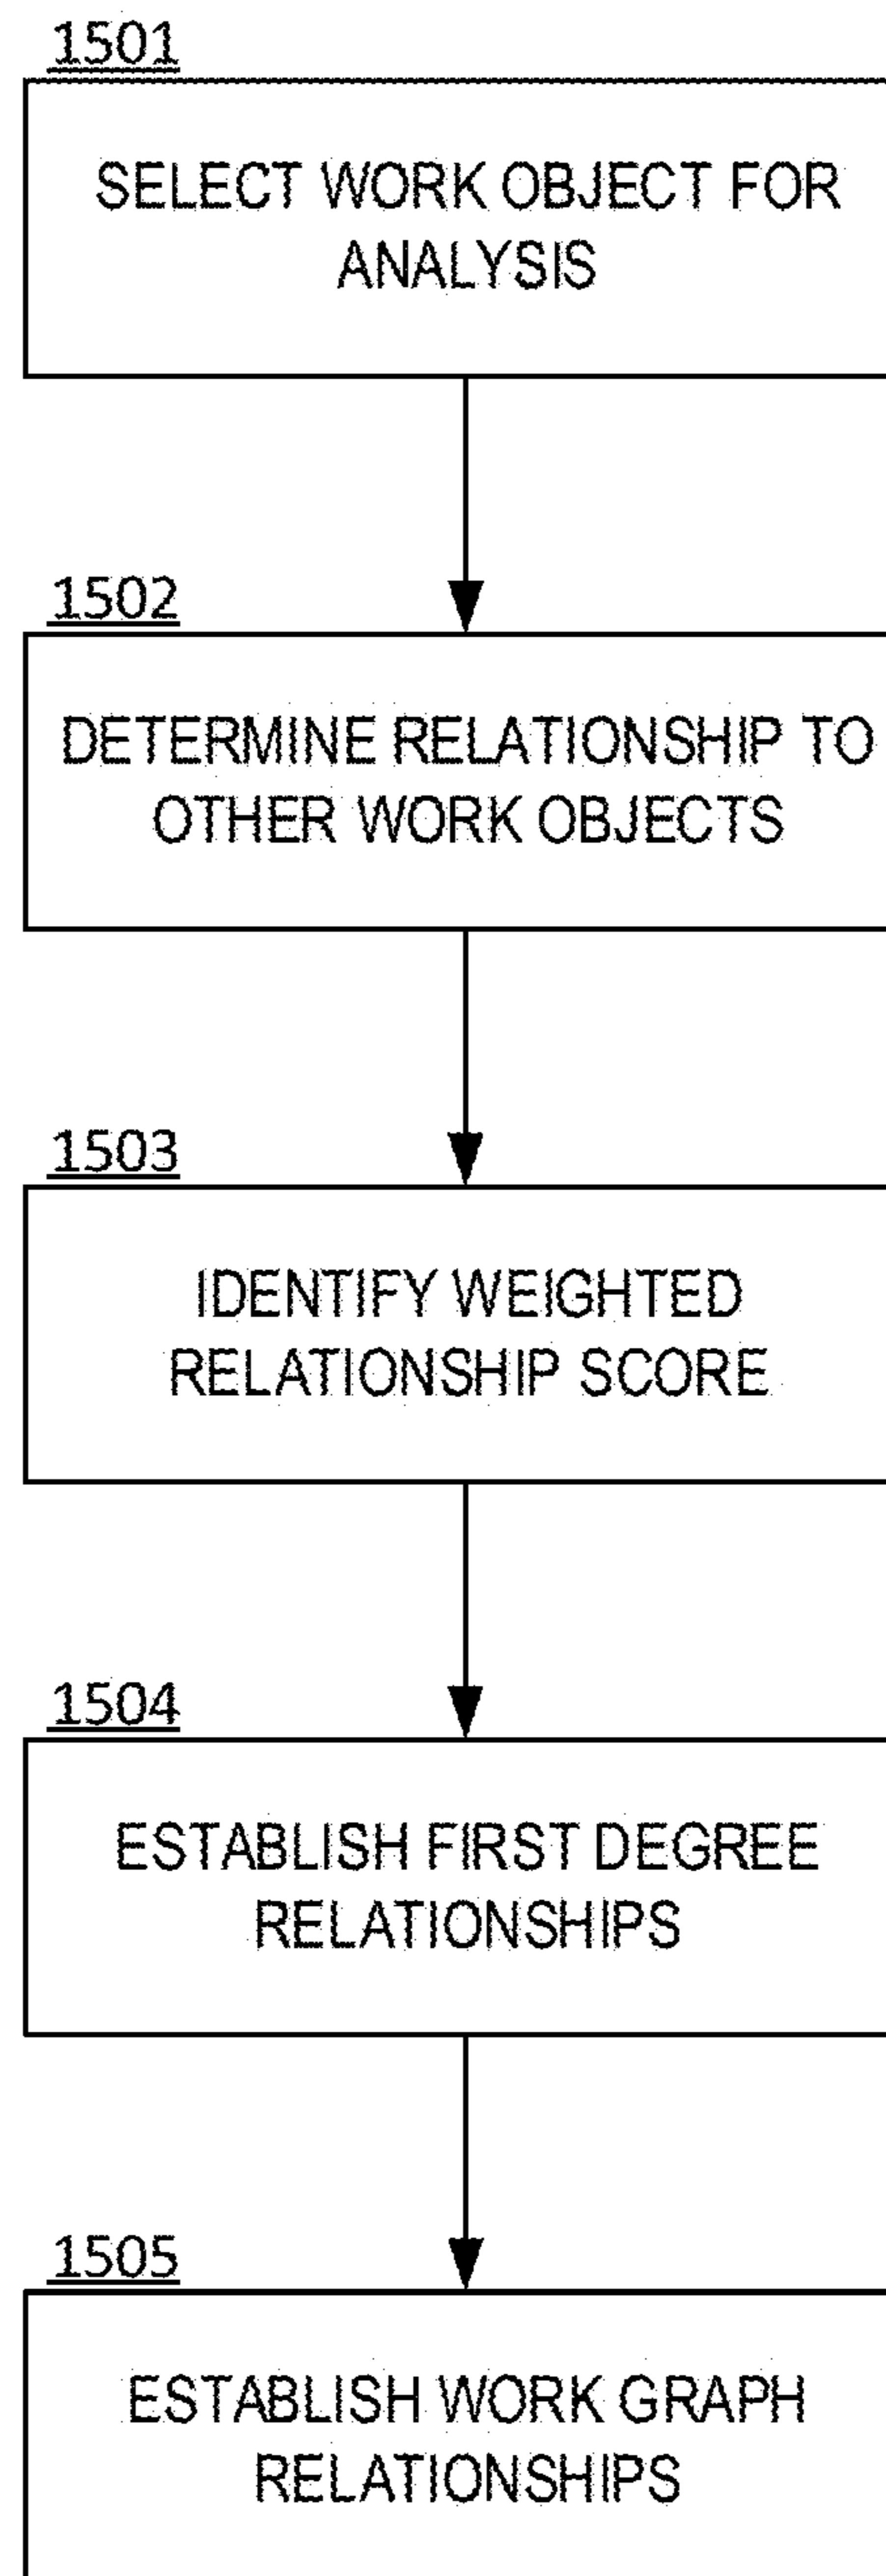 1501
SELECT WORK OBJECT FOR
ANALYSIS
1502
DETERMINE RELATIONSHIP TO
OTHER WORK OBJECTS
1503
IDENTIFY WEIGHTED
RELATIONSHIP SCORE
1504
ESTABLISH FIRST DEGREE
RELATIONSHIPS
1505
ESTABLISH WORK GRAPH
RELATIONSHIPS